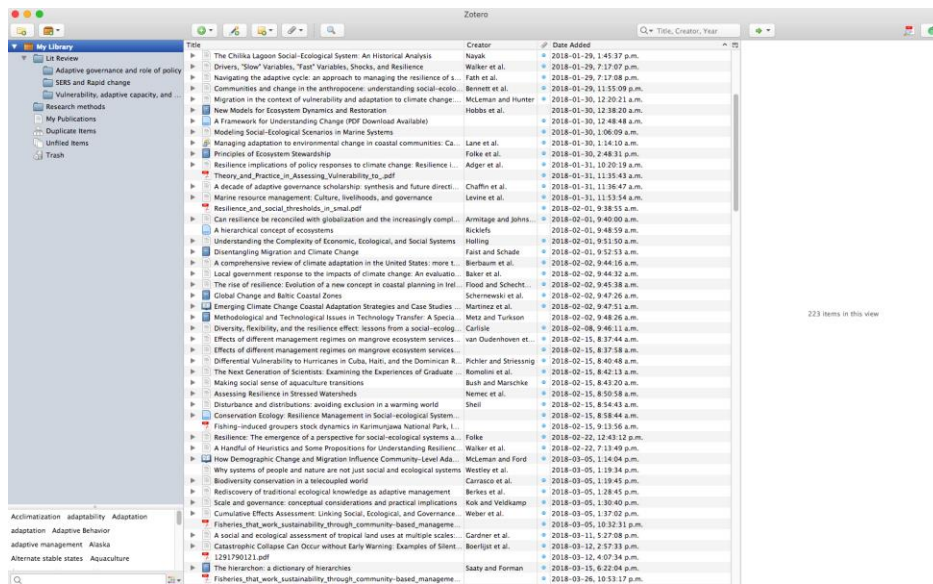 Zotero
Title, Creator, Year
My Library
Lit Review
Adaptive governance and role of policy
SERS and Rapid change
Vulnerability, adaptive capacity, and ...
Research methods
My Publications
Duplicate Items
Unfiled Items
Trash
Title Creator Date Added
The Chilika Lagoon Social-Ecological System: An Historical Analysis Nayak 2018-01-29, 1:45:37 p.m.
Drivers, "Slow" Variables, "Fast" Variables, Shocks, and Resilience Walker et al. 2018-01-29, 7:17:07 p.m.
Navigating the adaptive cycle: an approach to managing the resilience of s... Fath et al. 2018-01-29, 7:17:08 p.m.
Communities and change in the anthropocene: understanding social-ecolo... Bennett et al. 2018-01-29, 11:55:09 p.m.
Migration in the context of vulnerability and adaptation to climate change:... McLeman and Hunter 2018-01-30, 12:20:21 a.m.
New Models for Ecosystem Dynamics and Restoration Hobbs et al. 2018-01-30, 12:38:20 a.m.
A Framework for Understanding Change (PDF Download Available) 2018-01-30, 12:48:48 a.m.
Modeling Social-Ecological Scenarios in Marine Systems 2018-01-30, 1:06:09 a.m.
Managing adaptation to environmental change in coastal communities: Ca... Lane et al. 2018-01-30, 1:14:10 a.m.
Principles of Ecosystem Stewardship Folke et al. 2018-01-30, 2:48:31 p.m.
Resilience implications of policy responses to climate change: Resilience i... Adger et al. 2018-01-31, 10:20:19 a.m.
Theory_and_Practice_in_Assessing_Vulnerability_to_.pdf 2018-01-31, 11:35:43 a.m.
A decade of adaptive governance scholarship: synthesis and future directi... Chaffin et al. 2018-01-31, 11:36:47 a.m.
Marine resource management: Culture, livelihoods, and governance Levine et al. 2018-01-31, 11:53:54 a.m.
Resilience_and_social_thresholds_in_smal.pdf 2018-02-01, 9:38:55 a.m.
Can resilience be reconciled with globalization and the increasingly compl... Armitage and Johns... 2018-02-01, 9:40:00 a.m.
A hierarchical concept of ecosystems Ricklefs 2018-02-01, 9:48:59 a.m.
Understanding the Complexity of Economic, Ecological, and Social Systems Holling 2018-02-01, 9:51:50 a.m.
Disentangling Migration and Climate Change Faist and Schade 2018-02-01, 9:52:53 a.m.
A comprehensive review of climate adaptation in the United States: more t... Bierbaum et al. 2018-02-02, 9:44:16 a.m.
Local government response to the impacts of climate change: An evaluatio... Baker et al. 2018-02-02, 9:44:32 a.m.
The rise of resilience: Evolution of a new concept in coastal planning in Irel... Flood and Schecht... 2018-02-02, 9:45:38 a.m.
Global Change and Baltic Coastal Zones Schernewski et al. 2018-02-02, 9:47:26 a.m.
Emerging Climate Change Coastal Adaptation Strategies and Case Studies ... Martinez et al. 2018-02-02, 9:47:51 a.m.
Methodological and Technological Issues in Technology Transfer: A Specia... Metz and Turkson 2018-02-02, 9:48:26 a.m.
Diversity, flexibility, and the resilience effect: lessons from a social-ecolog... Carlisle 2018-02-08, 9:46:11 a.m.
Effects of different management regimes on mangrove ecosystem services... van Oudenhoven et... 2018-02-15, 8:37:44 a.m.
Effects of different management regimes on mangrove ecosystem services... 2018-02-15, 8:37:58 a.m.
Differential Vulnerability to Hurricanes in Cuba, Haiti, and the Dominican R... Pichler and Striessnig 2018-02-15, 8:40:48 a.m.
The Next Generation of Scientists: Examining the Experiences of Graduate ... Romolini et al. 2018-02-15, 8:42:13 a.m.
Making social sense of aquaculture transitions Bush and Marschke 2018-02-15, 8:43:20 a.m.
Assessing Resilience in Stressed Watersheds Nemec et al. 2018-02-15, 8:50:58 a.m.
Disturbance and distributions: avoiding exclusion in a warming world Sheil 2018-02-15, 8:54:43 a.m.
Conservation Ecology: Resilience Management in Social-ecological System... 2018-02-15, 8:58:44 a.m.
Fishing-induced groupers stock dynamics in Karimunjawa National Park, I... 2018-02-15, 9:13:56 a.m.
Resilience: The emergence of a perspective for social-ecological systems a... Folke 2018-02-22, 12:43:12 p.m.
A Handful of Heuristics and Some Propositions for Understanding Resilienc... Walker et al. 2018-02-22, 7:13:49 p.m.
How Demographic Change and Migration Influence Community-Level Ada... McLeman and Ford 2018-03-05, 1:14:04 p.m.
Why systems of people and nature are not just social and ecological systems Westley et al. 2018-03-05, 1:19:34 p.m.
Biodiversity conservation in a telecoupled world Carrasco et al. 2018-03-05, 1:19:45 p.m.
Rediscovery of traditional ecological knowledge as adaptive management Berkes et al. 2018-03-05, 1:28:45 p.m.
Scale and governance: conceptual considerations and practical implications Kok and Veldkamp 2018-03-05, 1:30:40 p.m.
Cumulative Effects Assessment: Linking Social, Ecological, and Governance... Weber et al. 2018-03-05, 1:37:02 p.m.
Fisheries_that_work_sustainability_through_community-based_manageme... 2018-03-05, 10:32:31 p.m.
A social and ecological assessment of tropical land uses at multiple scales:... Gardner et al. 2018-03-11, 5:27:08 p.m.
Catastrophic Collapse Can Occur without Early Warning: Examples of Silent... Boerlijst et al. 2018-03-12, 2:57:33 p.m.
1291790121.pdf 2018-03-12, 4:07:34 p.m.
The hierarchon: a dictionary of hierarchies Saaty and Forman 2018-03-15, 6:22:04 p.m.
Fisheries_that_work_sustainability_through_community-based_manageme... 2018-03-26, 10:53:17 p.m.
223 items in this view
Acclimatization adaptability Adaptation
adaptation Adaptive Behavior
adaptive management Alaska
Alternate stable states Aquaculture